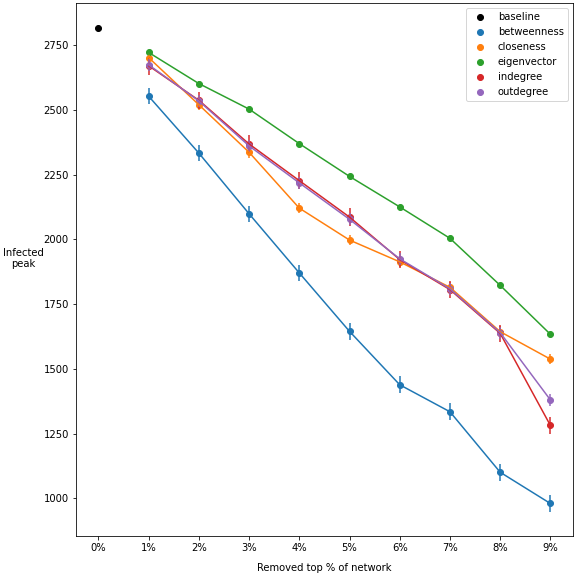 baseline
betweenness
closeness
eigenvector
indegree
outdegree
2750
2500
2250
2000
1750
1500
1250
1000
Infected
peak
0% 1% 2% 3% 4% 5% 6% 7% 8% 9%
Removed top % of network